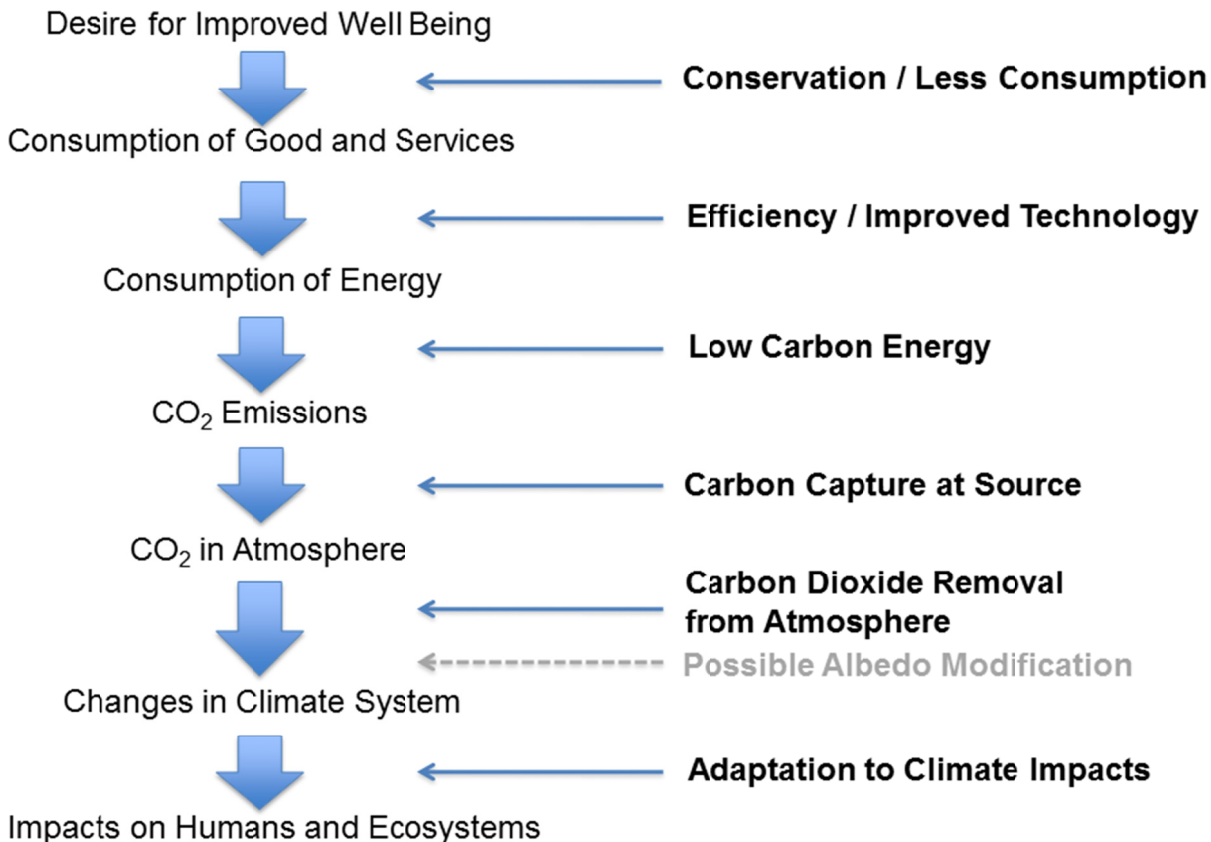 Desire for Improved Well Being
Conservation / Less Consumption
Consumption of Good and Services
Efficiency / Improved Technology
Consumption of Energy
Low Carbon Energy
CO₂ Emissions
Carbon Capture at Source
CO₂ in Atmosphere
Carbon Dioxide Removal
from Atmosphere
Possible Albedo Modification
Changes in Climate System
Adaptation to Climate Impacts
Impacts on Humans and Ecosystems